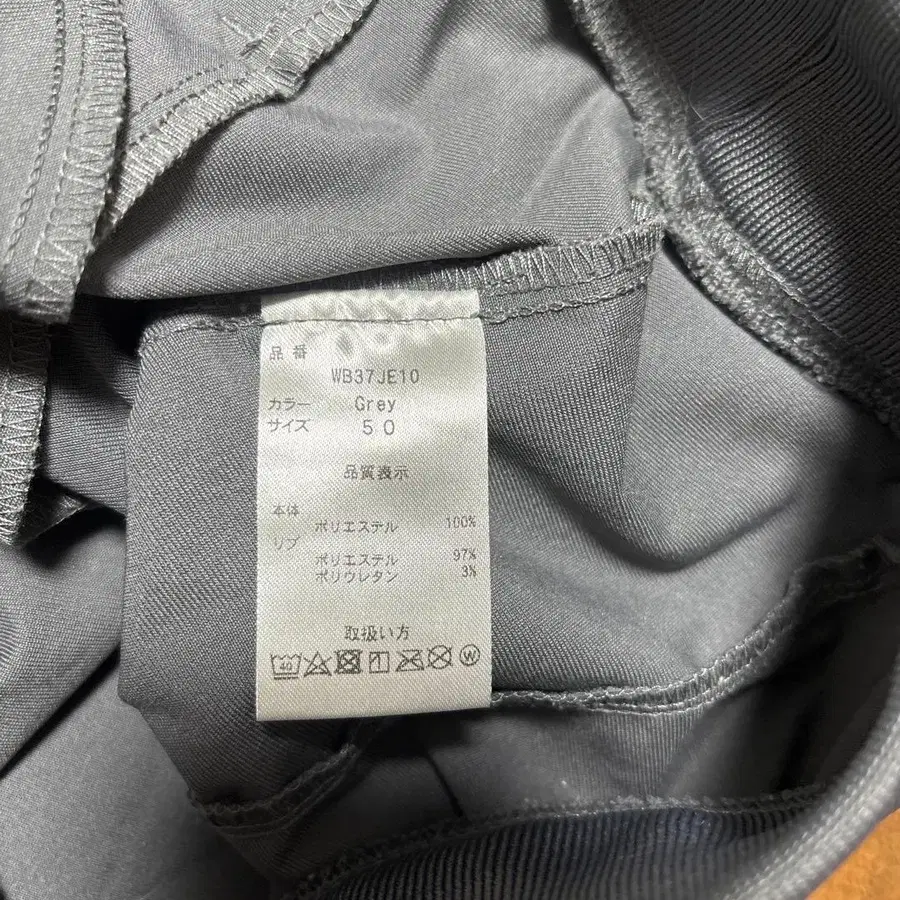 品番
WB37JE10
カラー Grey
サイズ 50
品質表示
本体
ポリエステル 100%
リブ
ポリエステル 97%
ポリウレタン 3%
取扱い方
40 W